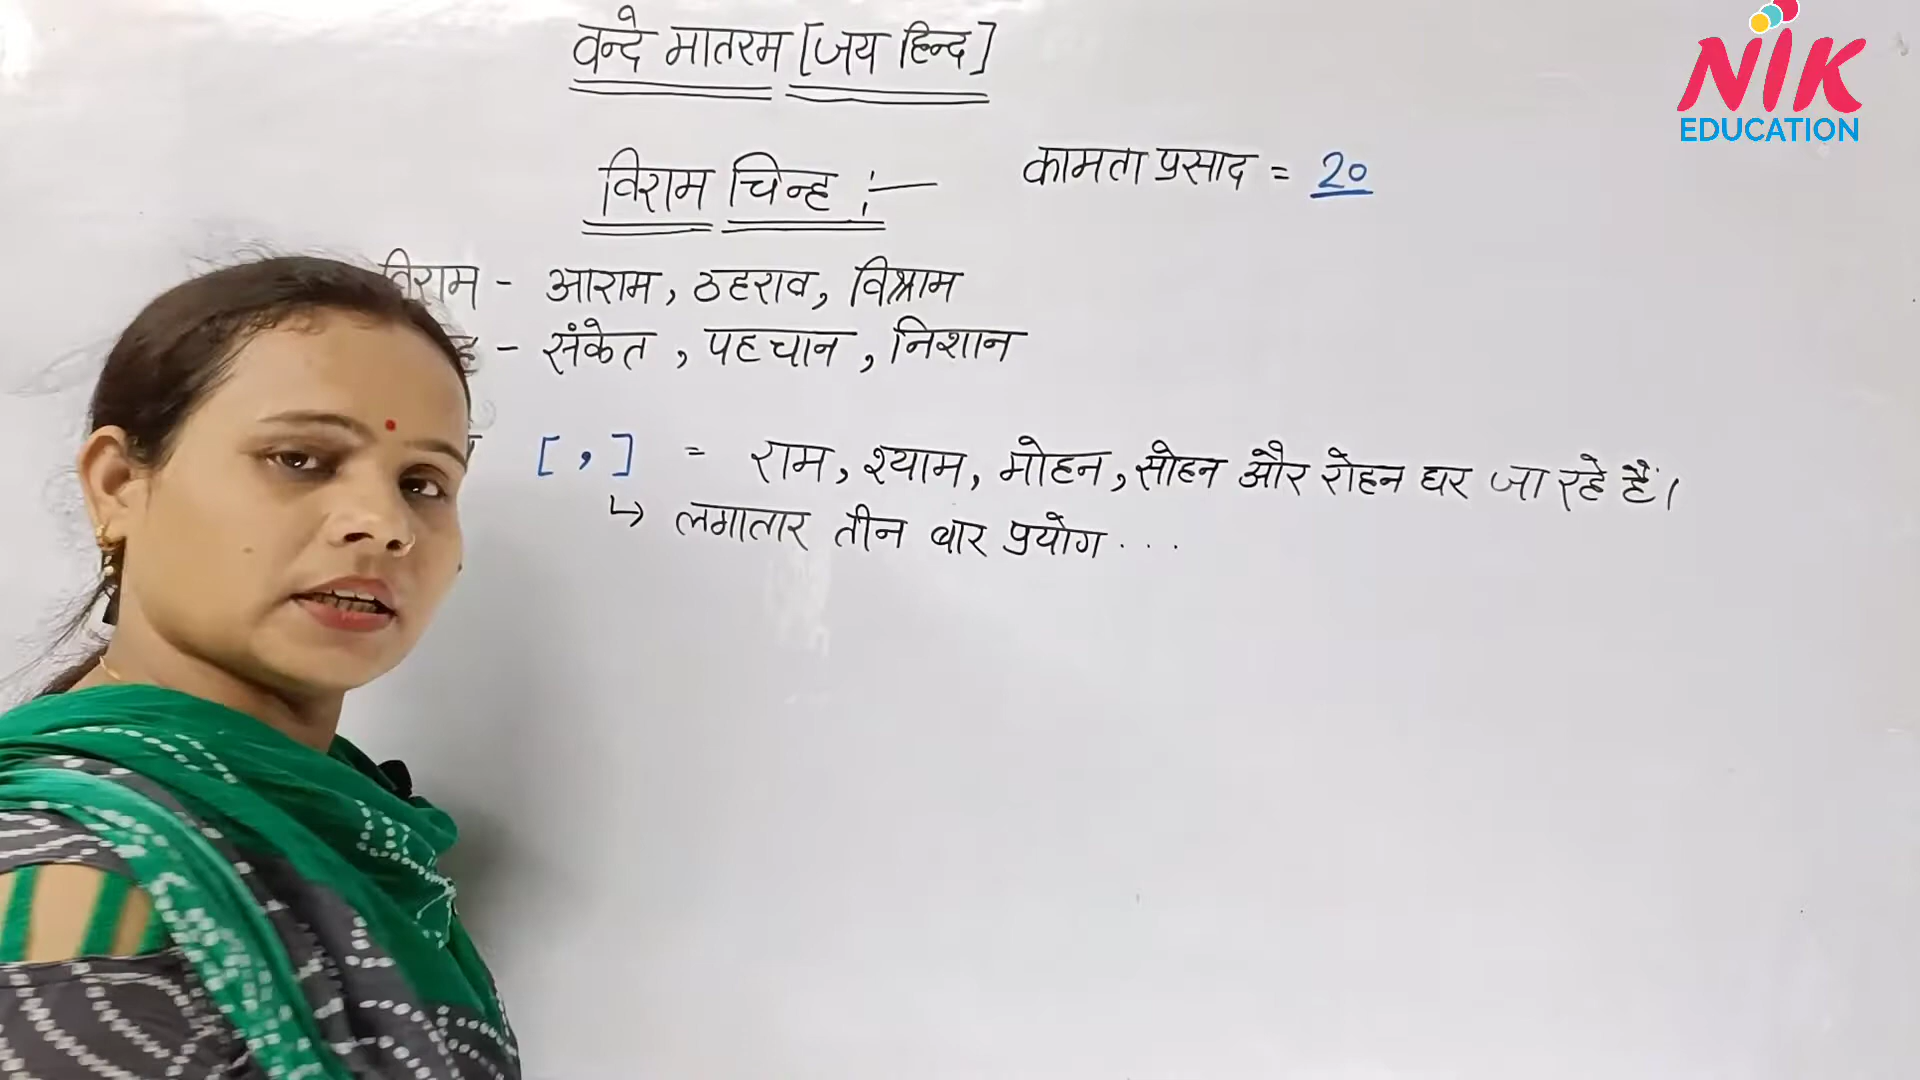 वन्दे मातरम [जय हिन्द]
NIK
EDUCATION
विराम चिन्ह :—
कामता प्रसाद = 20
विराम - आराम, ठहराव, विश्राम
- संकेत, पहचान, निशान
[,] = राम, श्याम, मोहन, सोहन और रोहन घर जा रहे हैं।
↳ लगातार तीन बार प्रयोग ...